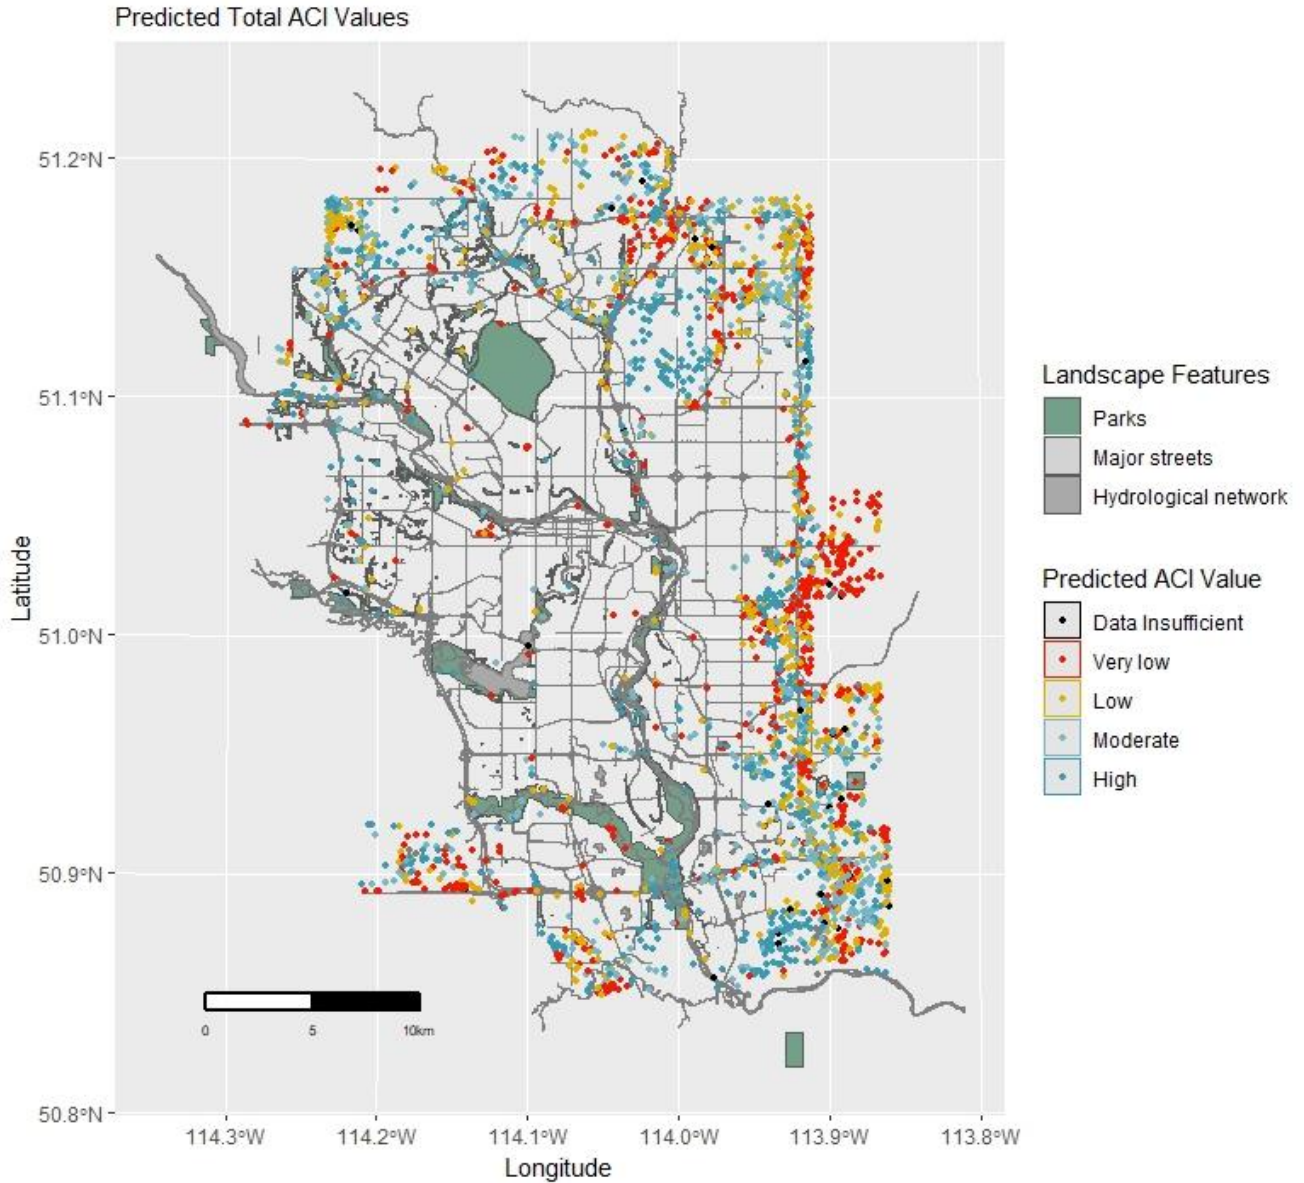 Predicted Total ACI Values
51.2°N
51.1°N
51.0°N
50.9°N
50.8°N
Latitude
0 5 10km
114.3°W 114.2°W 114.1°W 114.0°W 113.9°W 113.8°W
Longitude
Landscape Features
Parks
Major streets
Hydrological network
Predicted ACI Value
Data Insufficient
Very low
Low
Moderate
High